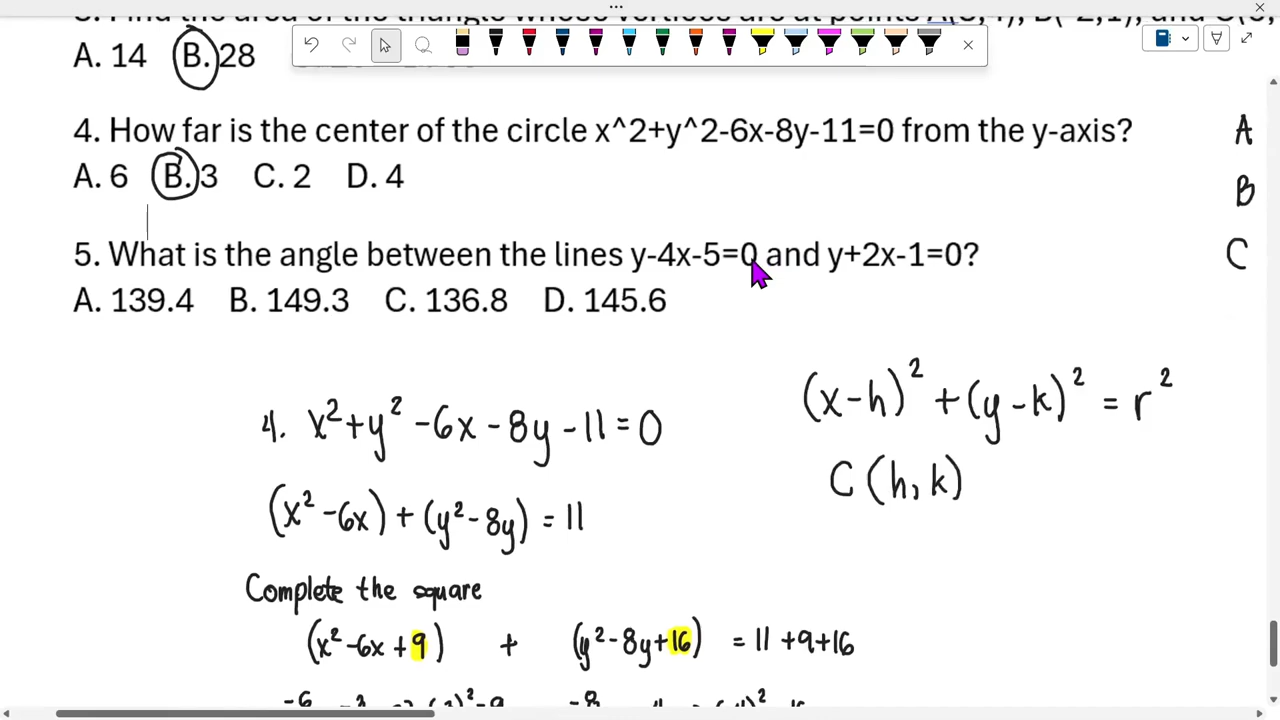 A. 14 B. 28
4. How far is the center of the circle x^2+y^2-6x-8y-11=0 from the y-axis?
A. 6 B. 3 C. 2 D. 4
A
B
C
5. What is the angle between the lines y-4x-5=0 and y+2x-1=0?
A. 139.4 B. 149.3 C. 136.8 D. 145.6
(x-h)² + (y-k)² = r²
C (h, k)
4. x² + y² - 6x - 8y - 11 = 0
(x² - 6x) + (y² - 8y) = 11
Complete the square
(x² - 6x + 9) + (y² - 8y + 16) = 11 + 9 + 16